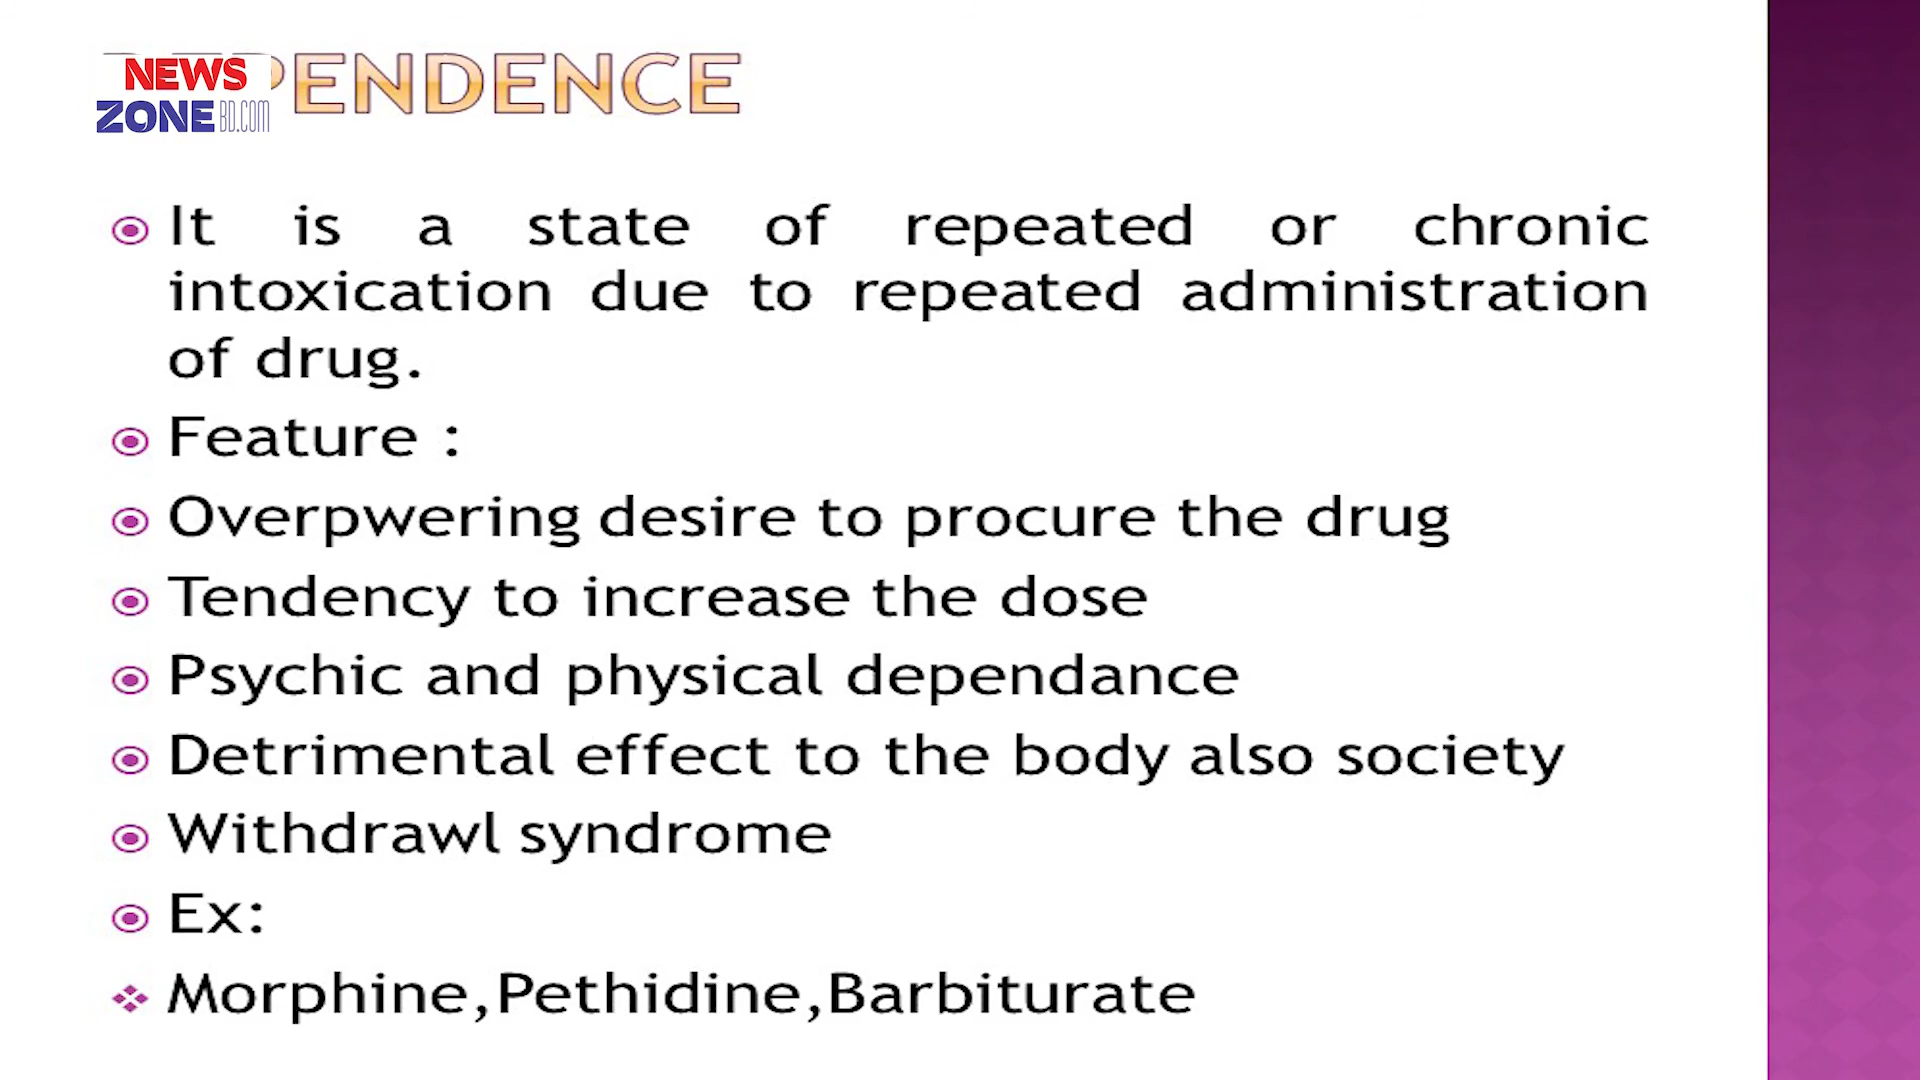 NEWS
ZONE BD.COM
PENDENCE
It is a state of repeated or chronic
intoxication due to repeated administration
of drug.
Feature :
Overpwering desire to procure the drug
Tendency to increase the dose
Psychic and physical dependance
Detrimental effect to the body also society
Withdrawl syndrome
Ex:
Morphine,Pethidine,Barbiturate